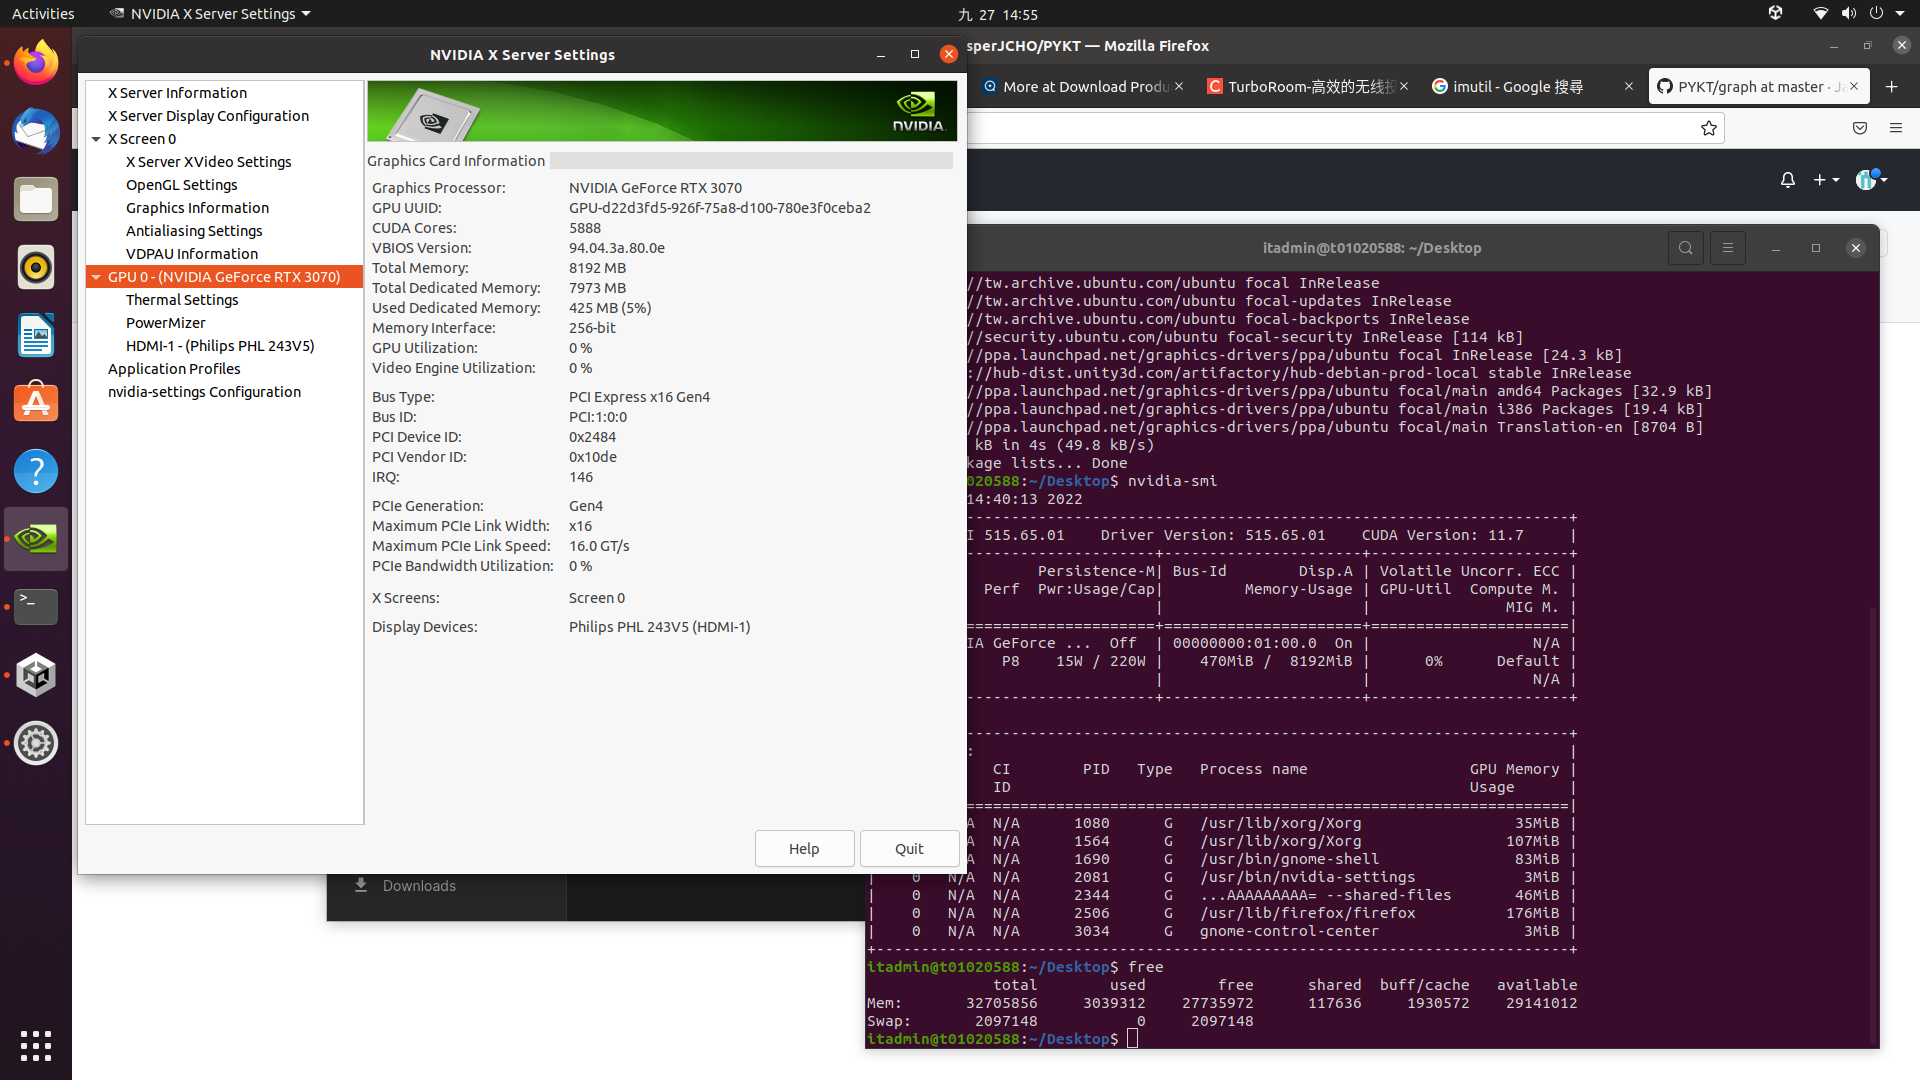 Activities
NVIDIA X Server Settings
九 27 14:55
NVIDIA X Server Settings
sperJCHO/PYKT — Mozilla Firefox
More at Download Produ
TurboRoom-高效的无线投
imutil - Google 搜尋
PYKT/graph at master · Ja
X Server Information
X Server Display Configuration
X Screen 0
X Server XVideo Settings
OpenGL Settings
Graphics Information
Antialiasing Settings
VDPAU Information
GPU 0 - (NVIDIA GeForce RTX 3070)
Thermal Settings
PowerMizer
HDMI-1 - (Philips PHL 243V5)
Application Profiles
nvidia-settings Configuration
NVIDIA.
Graphics Card Information
Graphics Processor: NVIDIA GeForce RTX 3070
GPU UUID: GPU-d22d3fd5-926f-75a8-d100-780e3f0ceba2
CUDA Cores: 5888
VBIOS Version: 94.04.3a.80.0e
Total Memory: 8192 MB
Total Dedicated Memory: 7973 MB
Used Dedicated Memory: 425 MB (5%)
Memory Interface: 256-bit
GPU Utilization: 0 %
Video Engine Utilization: 0 %
Bus Type: PCI Express x16 Gen4
Bus ID: PCI:1:0:0
PCI Device ID: 0x2484
PCI Vendor ID: 0x10de
IRQ: 146
PCIe Generation: Gen4
Maximum PCIe Link Width: x16
Maximum PCIe Link Speed: 16.0 GT/s
PCIe Bandwidth Utilization: 0 %
X Screens: Screen 0
Display Devices: Philips PHL 243V5 (HDMI-1)
Help
Quit
Downloads
itadmin@t01020588: ~/Desktop
//tw.archive.ubuntu.com/ubuntu focal InRelease
//tw.archive.ubuntu.com/ubuntu focal-updates InRelease
//tw.archive.ubuntu.com/ubuntu focal-backports InRelease
//security.ubuntu.com/ubuntu focal-security InRelease [114 kB]
//ppa.launchpad.net/graphics-drivers/ppa/ubuntu focal InRelease [24.3 kB]
://hub-dist.unity3d.com/artifactory/hub-debian-prod-local stable InRelease
//ppa.launchpad.net/graphics-drivers/ppa/ubuntu focal/main amd64 Packages [32.9 kB]
//ppa.launchpad.net/graphics-drivers/ppa/ubuntu focal/main i386 Packages [19.4 kB]
//ppa.launchpad.net/graphics-drivers/ppa/ubuntu focal/main Translation-en [8704 B]
kB in 4s (49.8 kB/s)
kage lists... Done
020588:~/Desktop$ nvidia-smi
14:40:13 2022
-------------------------------------------------------------------+
I 515.65.01    Driver Version: 515.65.01    CUDA Version: 11.7     |
----------------------+----------------------+----------------------+
Persistence-M| Bus-Id        Disp.A | Volatile Uncorr. ECC |
Perf  Pwr:Usage/Cap|         Memory-Usage | GPU-Util  Compute M. |
|                      |               MIG M. |
======================+======================+======================|
IA GeForce ...  Off  | 00000000:01:00.0  On |                  N/A |
P8    15W / 220W |    470MiB /  8192MiB |      0%      Default |
|                      |                  N/A |
----------------------+----------------------+----------------------+
-------------------------------------------------------------------+
:                                                                  |
CI        PID   Type   Process name                  GPU Memory |
ID                                                   Usage      |
===================================================================|
A  N/A      1080      G   /usr/lib/xorg/Xorg                 35MiB |
A  N/A      1564      G   /usr/lib/xorg/Xorg                107MiB |
A  N/A      1690      G   /usr/bin/gnome-shell               83MiB |
|    0   N/A  N/A      2081      G   /usr/bin/nvidia-settings            3MiB |
|    0   N/A  N/A      2344      G   ...AAAAAAAAA= --shared-files       46MiB |
|    0   N/A  N/A      2506      G   /usr/lib/firefox/firefox          176MiB |
|    0   N/A  N/A      3034      G   gnome-control-center                3MiB |
+-----------------------------------------------------------------------------+
itadmin@t01020588:~/Desktop$ free
total        used        free      shared  buff/cache   available
Mem:       32705856     3039312    27735972      117636     1930572    29141012
Swap:       2097148           0     2097148
itadmin@t01020588:~/Desktop$